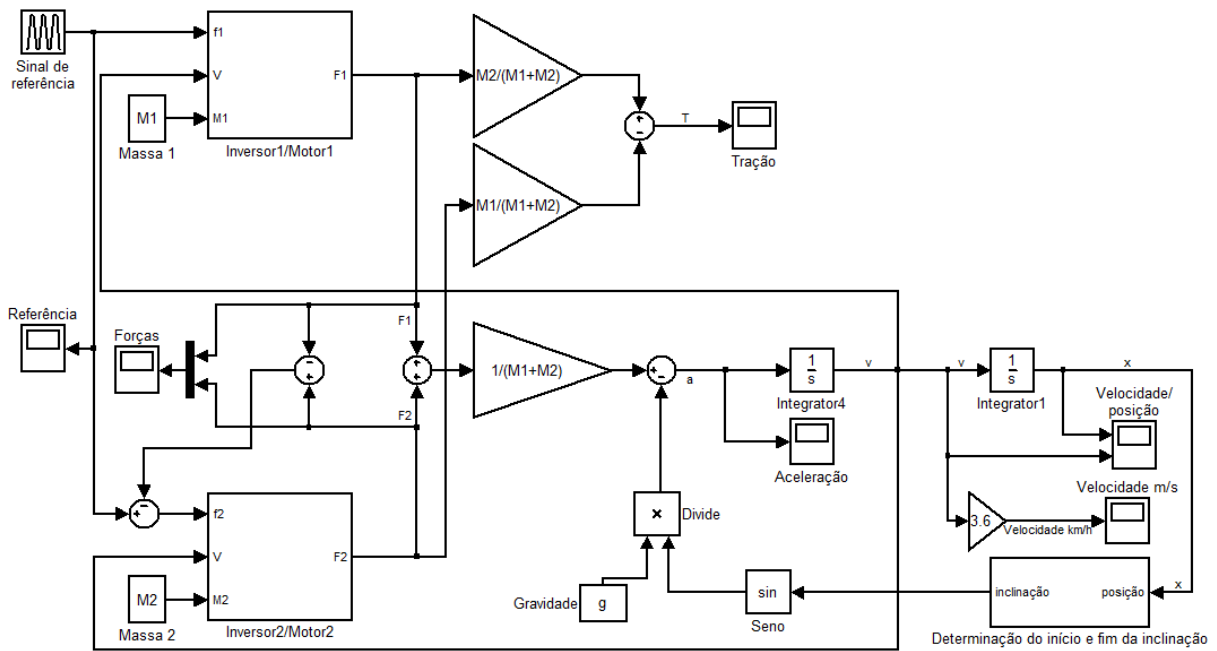 Sinal de
referência
f1
V
M1
F1
Inversor1/Motor1
M1
Massa 1
M2/(M1+M2)
+
-
T
Tração
M1/(M1+M2)
Referência
Forças
-
+
F1
+
+
F2
1/(M1+M2)
+
-
a
1
s
Integrator4
v
v
1
s
Integrator1
x
Velocidade/
posição
Aceleração
+
-
f2
V
M2
F2
Inversor2/Motor2
M2
Massa 2
×
Divide
Gravidade
g
sin
Seno
3.6
Velocidade km/h
Velocidade m/s
inclinação
posição
x
Determinação do início e fim da inclinação